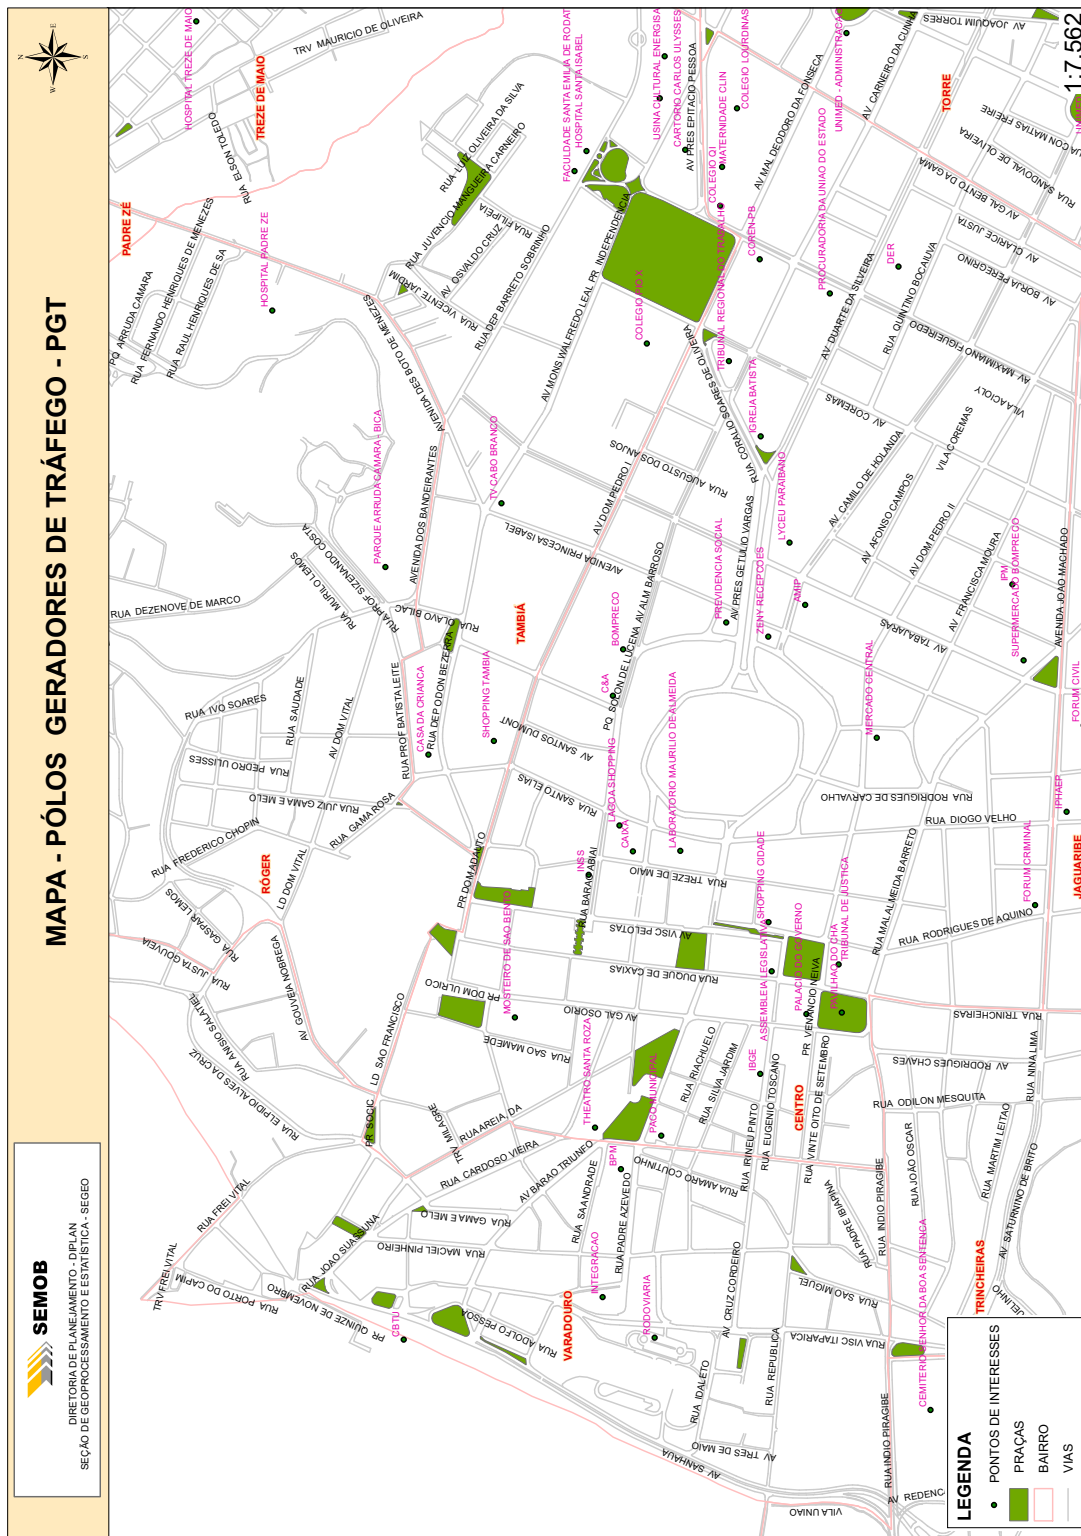 MAPA - PÓLOS GERADORES DE TRÁFEGO - PGT
SEMOB
DIRETORIA DE PLANEJAMENTO - DIPLAN
SEÇÃO DE GEOPROCESSAMENTO E ESTATÍSTICA - SEGEO
N
S
E
W
TRV FREI VITAL
RUA FREI VITAL
RUA PORTO DO CAPIM
PR QUINZE DE NOVEMBRO
RUA JOAO SUASSUNA
CBTU
RUA ADOLFO PESSOA
RUA MACIEL PINHEIRO
RUA GAMA E MELO
VARADOURO
RUA ELPIDIO ALVES DA CRUZ
RUA ANISIO SALATIEL
RUA JUSTA GOUVEIA
RUA GASPAR LEMOS
RUA FREDERICO CHOPIN
AV GOUVEIA NOBREGA
RÓGER
LD DOM VITAL
RUA GAMA ROSA
RUA JUIZ GAMA E MELO
RUA PEDRO ULISSES
RUA IVO SOARES
RUA SAUDADE
AV DOM VITAL
RUA DEZENOVE DE MARCO
RUA MURILO LEMOS
RUA PROF SIZENANDO COSTA
RUA PROF BATISTA LEITE
RUA OLAVO BILAC
CASA DA CRIANCA
RUA DEP ODON BEZERRA
SHOPPING TAMBIA
TAMBIÁ
PARQUE ARRUDA CAMARA - BICA
AVENIDA DOS BANDEIRANTES
AVENIDA DES BOTO DE MENEZES
TV CABO BRANCO
PQ ARRUDA CAMARA
RUA FERNANDO HENRIQUES DE MENEZES
RUA RAUL HENRIQUES DE SA
PADRE ZÉ
HOSPITAL PADRE ZE
HOSPITAL TREZE DE MAIO
RUA ELSON TOLEDO
TREZE DE MAIO
TRV MAURICIO DE OLIVEIRA
RUA LUIZ OLIVEIRA DA SILVA
RUA JUVENCIO MANGUEIRA CARNEIRO
RUA FILIPEIA
AV OSVALDO CRUZ
RUA VICENTE JARDIM
RUA DEP BARRETO SOBRINHO
AV MONS WALFREDO LEAL
PR INDEPENDENCIA
COLEGIO PIO X
FACULDADE SANTA EMILIA DE RODAT
HOSPITAL SANTA ISABEL
USINA CULTURAL ENERGISA
CARTORIO CARLOS ULYSSES
AV PRES EPITACIO PESSOA
COLEGIO QI
MATERNIDADE CLIN
COLEGIO LOURDINAS
TRIBUNAL REGIONAL DO TRABALHO
COREN-PB
AV MAL DEODORO DA FONSECA
PROCURADORIA DA UNIAO DO ESTADO
UNIMED - ADMINISTRACAO
AV CARNEIRO DA CUNHA
AV JOAQUIM TORRES
TORRE
RUA SANDOVAL DE OLIVEIRA
AV GAL BENTO DA GAMA
AV CLARICE JUSTA
AV BORJA PEREGRINO
DER
RUA QUINTINO BOCAIUVA
AV DUARTE DA SILVEIRA
AV MAXIMIANO FIGUEIREDO
VILA CIOLY
VILA COREMAS
AV COREMAS
AV CAMILO DE HOLANDA
AV AFONSO CAMPOS
AV DOM PEDRO II
AV FRANCISCA MOURA
AV TABAJARAS
IPM
SUPERMERCADO BOMPRECO
AVENIDA JOAO MACHADO
FORUM CIVIL
IGREJA BATISTA
RUA CORALIO SOARES DE OLIVEIRA
LYCEU PARAIBANO
AMIP
ZENY RECEPCOES
PREVIDENCIA SOCIAL
AV PRES GETULIO VARGAS
RUA AUGUSTO DOS ANJOS
AV DOM PEDRO I
AVENIDA PRINCESA ISABEL
AV ALM BARROSO
BOMPRECO
C&A
PQ SOLON DE LUCENA
LAGOA SHOPPING
CAIXA
LABORATORIO MAURILIO DE ALMEIDA
AV SANTOS DUMONT
RUA SANTO ELIAS
MERCADO CENTRAL
RUA RODRIGUES DE CARVALHO
RUA DIOGO VELHO
IPHAEP
JAGUARIBE
FORUM CRIMINAL
RUA RODRIGUES DE AQUINO
RUA MAL ALMEIDA BARRETO
RUA TREZE DE MAIO
INSS
PR DOM ADAUTO
MOSTEIRO DE SAO BENTO
PR DOM ULRICO
AV VISC PELOTAS
RUA DUQUE DE CAXIAS
AV GAL OSORIO
SHOPPING CIDADE
ASSEMBLEIA LEGISLATIVA
PALACIO DO GOVERNO
PR VENANCIO NEIVA
TRIBUNAL DE JUSTICA
PAVILHAO DO CHA
RUA TRINCHEIRAS
AV RODRIGUES CHAVES
RUA NINA LIMA
RUA ODILON MESQUITA
RUA MARTIM LEITAO
AV SATURNINO DE BRITO
RUA JOAO OSCAR
RUA INDIO PIRAGIBE
RUA PADRE IBIAPINA
RUA SAO MIGUEL
RUA VISC ITAPARICA
TRINCHEIRAS
CEMITERIO SENHOR DA BOA SENTENCA
RUA INDIO PIRAGIBE
AV REDENC
VILA UNIAO
AV SANHAUA
AV TRES DE MAIO
RUA IDALETO
RUA REPUBLICA
AV CRUZ CORDEIRO
RODOVIARIA
INTEGRACAO
RUA PADRE AZEVEDO
RUA SA ANDRADE
BPM
RUA AMARO COUTINHO
AV BARAO TRIUNFO
RUA CARDOSO VIEIRA
RUA AREIA, DA
TRV MILAGRE
PR SOCIC
LD SAO FRANCISCO
RUA SAO MAMEDE
THEATRO SANTA ROZA
PACO MUNICIPAL
RUA RIACHUELO
RUA SILVA JARDIM
IBGE
RUA IRINEU PINTO
RUA EUGENIO TOSCANO
CENTRO
RUA VINTE OITO DE SETEMBRO
LEGENDA
PONTOS DE INTERESSES
PRAÇAS
BAIRRO
VIAS
1:7.562